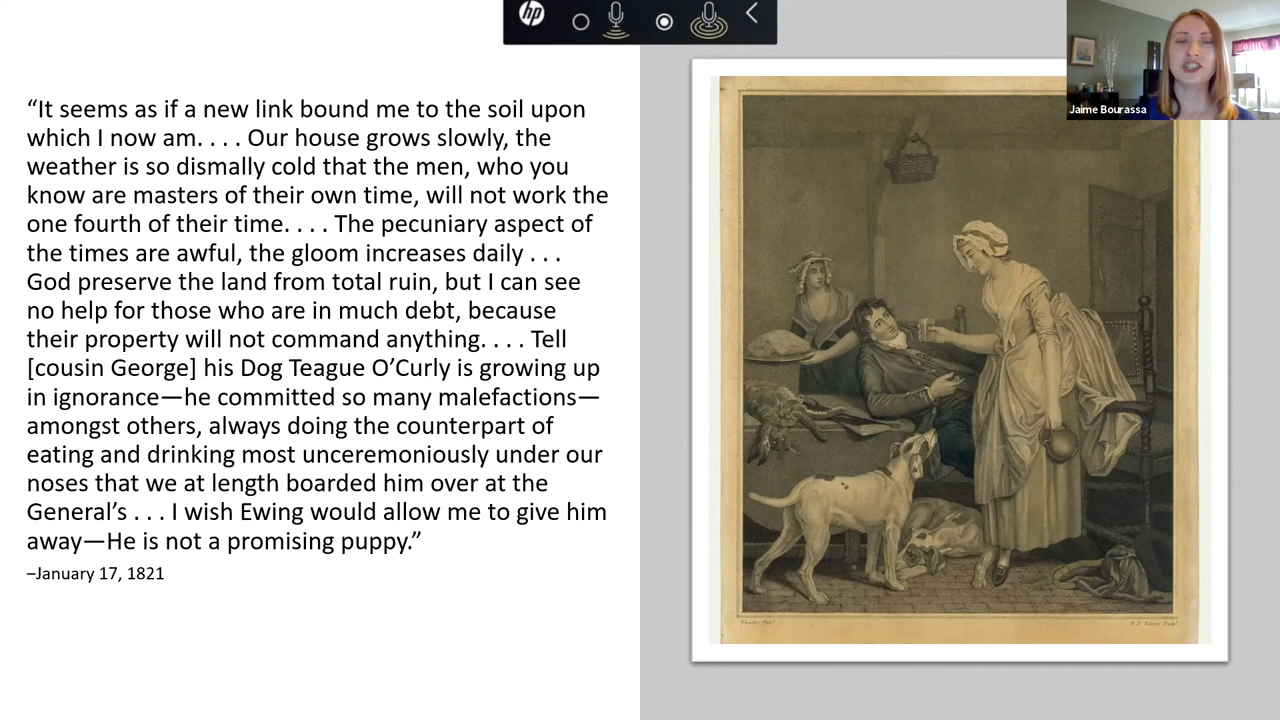 hp
Jaime Bourassa
“It seems as if a new link bound me to the soil upon
which I now am. . . . Our house grows slowly, the
weather is so dismally cold that the men, who you
know are masters of their own time, will not work the
one fourth of their time. . . . The pecuniary aspect of
the times are awful, the gloom increases daily . . .
God preserve the land from total ruin, but I can see
no help for those who are in much debt, because
their property will not command anything. . . . Tell
[cousin George] his Dog Teague O’Curly is growing up
in ignorance—he committed so many malefactions—
amongst others, always doing the counterpart of
eating and drinking most unceremoniously under our
noses that we at length boarded him over at the
General’s . . . I wish Ewing would allow me to give him
away—He is not a promising puppy.”
–January 17, 1821